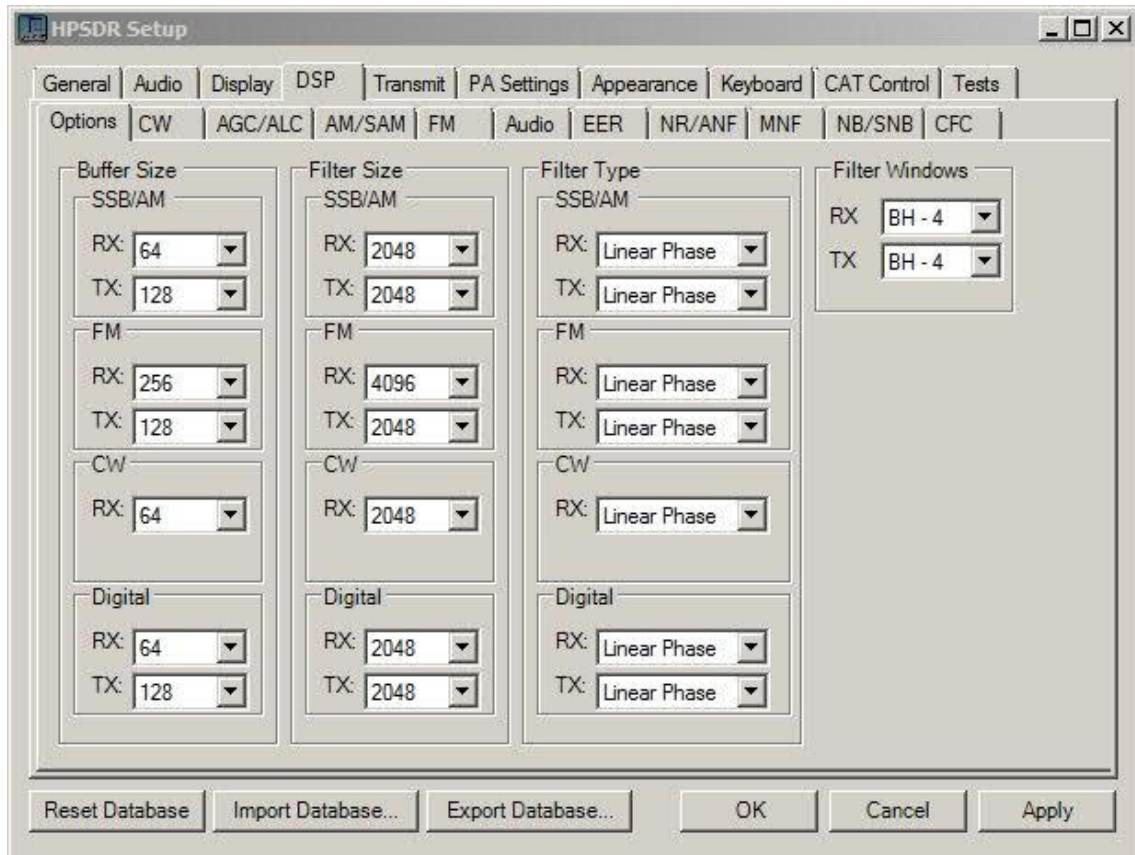 HPSDR Setup
General Audio Display DSP Transmit PA Settings Appearance Keyboard CAT Control Tests
Options CW AGC/ALC AM/SAM FM Audio EER NR/ANF MNF NB/SNB CFC
Buffer Size
SSB/AM
RX: 64
TX: 128
FM
RX: 256
TX: 128
CW
RX: 64
Digital
RX: 64
TX: 128
Filter Size
SSB/AM
RX: 2048
TX: 2048
FM
RX: 4096
TX: 2048
CW
RX: 2048
Digital
RX: 2048
TX: 2048
Filter Type
SSB/AM
RX: Linear Phase
TX: Linear Phase
FM
RX: Linear Phase
TX: Linear Phase
CW
RX: Linear Phase
Digital
RX: Linear Phase
TX: Linear Phase
Filter Windows
RX BH - 4
TX BH - 4
Reset Database Import Database... Export Database... OK Cancel Apply